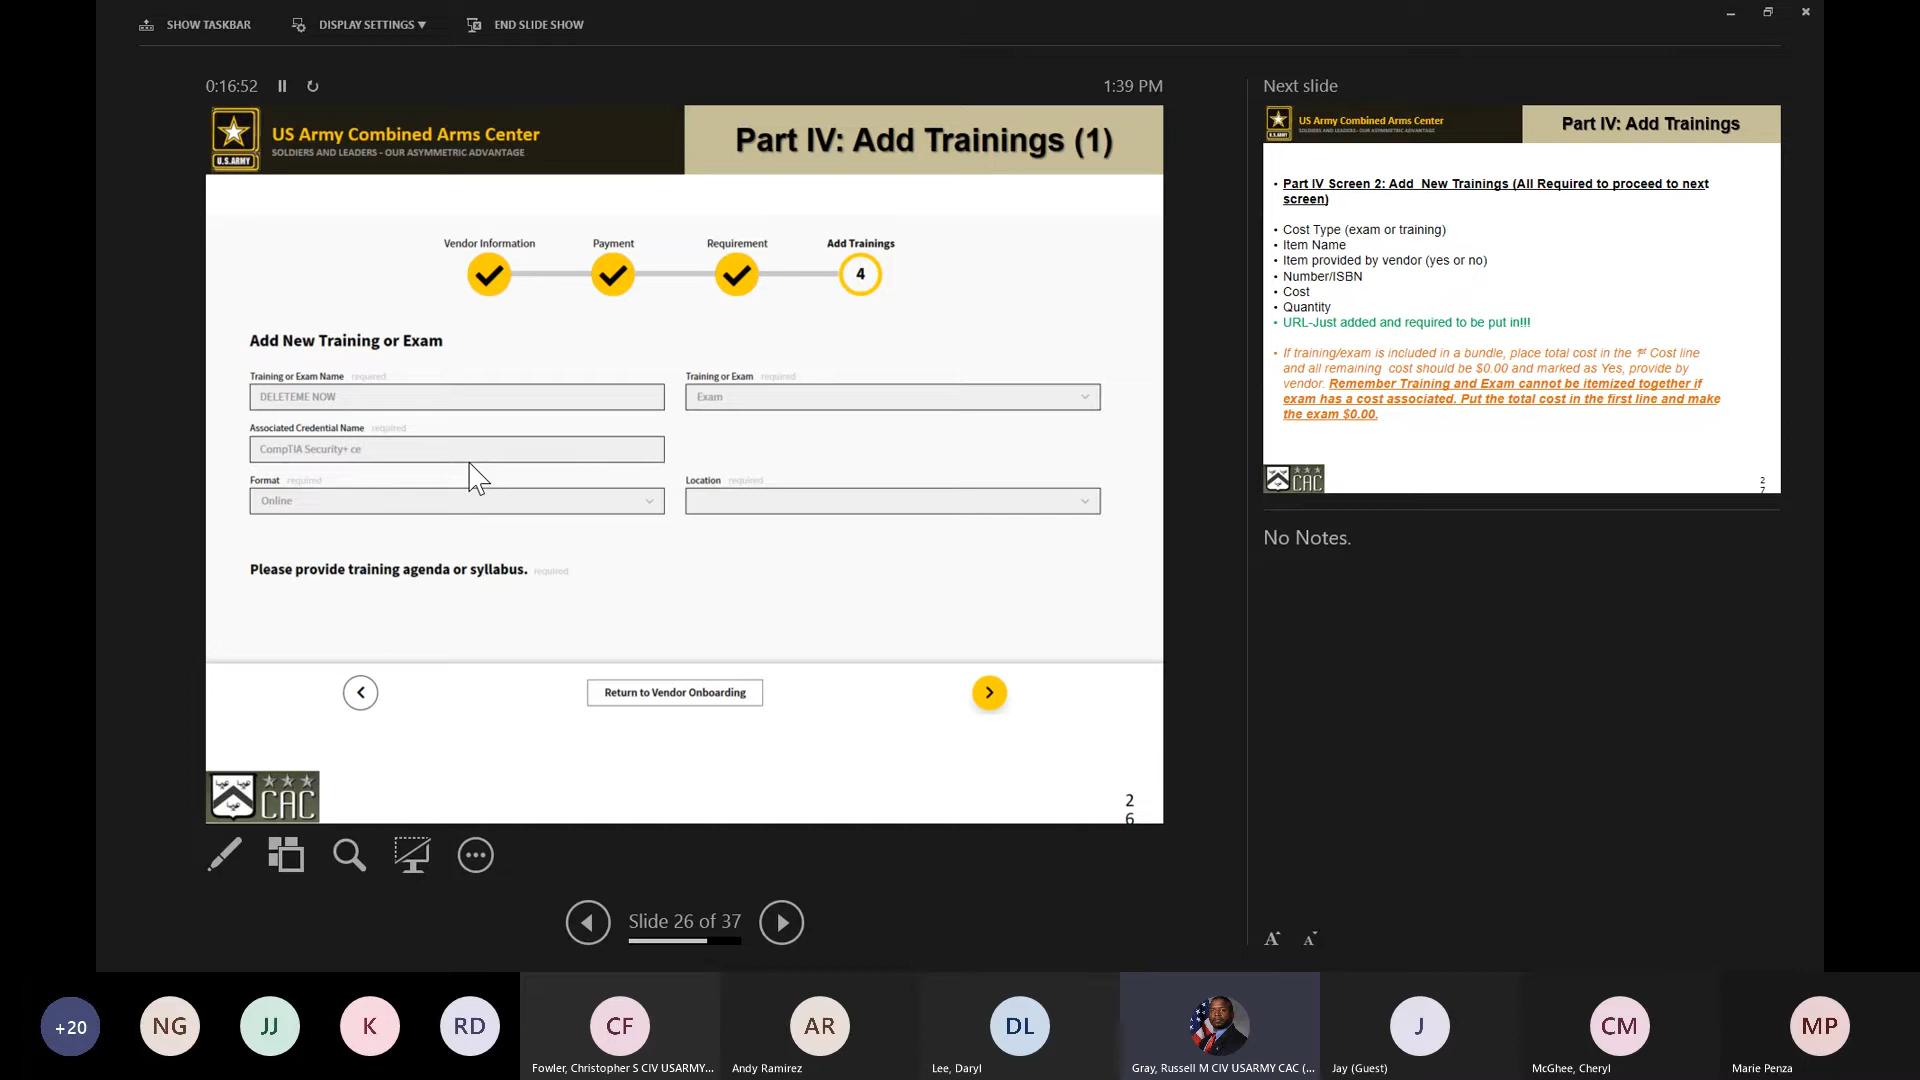 SHOW TASKBAR
DISPLAY SETTINGS ▼
END SLIDE SHOW
0:16:52
1:39 PM
US Army Combined Arms Center
SOLDIERS AND LEADERS - OUR ASYMMETRIC ADVANTAGE
U.S.ARMY
Part IV: Add Trainings (1)
Vendor Information
Payment
Requirement
Add Trainings
4
Add New Training or Exam
Training or Exam Name required
Training or Exam required
DELETEME NOW
Exam
Associated Credential Name required
CompTIA Security+ ce
Format required
Location required
Online
Please provide training agenda or syllabus. required
Return to Vendor Onboarding
CAC
2
6
Slide 26 of 37
Next slide
US Army Combined Arms Center
SOLDIERS AND LEADERS - OUR ASYMMETRIC ADVANTAGE
U.S.ARMY
Part IV: Add Trainings
• Part IV Screen 2: Add New Trainings (All Required to proceed to next
screen)
• Cost Type (exam or training)
• Item Name
• Item provided by vendor (yes or no)
• Number/ISBN
• Cost
• Quantity
• URL-Just added and required to be put in!!!
• If training/exam is included in a bundle, place total cost in the 1st Cost line
and all remaining cost should be $0.00 and marked as Yes, provide by
vendor. Remember Training and Exam cannot be itemized together if
exam has a cost associated. Put the total cost in the first line and make
the exam $0.00.
CAC
2
7
No Notes.
A A
+20
NG
JJ
K
RD
CF
AR
DL
J
CM
MP
Fowler, Christopher S CIV USARMY...
Andy Ramirez
Lee, Daryl
Gray, Russell M CIV USARMY CAC (...
Jay (Guest)
McGhee, Cheryl
Marie Penza